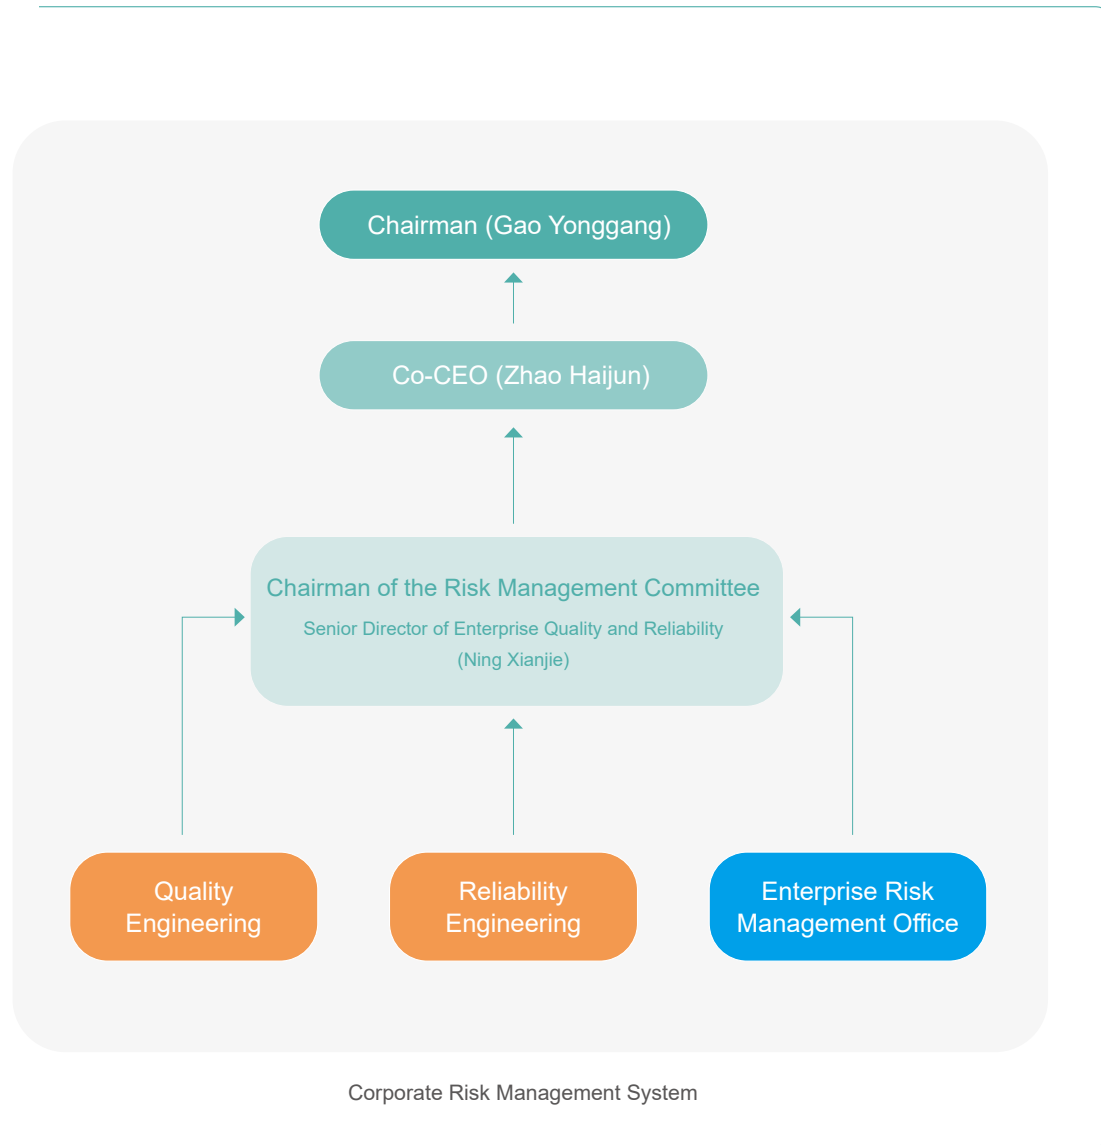 Chairman (Gao Yonggang)
Co-CEO (Zhao Haijun)
Chairman of the Risk Management Committee
Senior Director of Enterprise Quality and Reliability
(Ning Xianjie)
Quality
Engineering
Reliability
Engineering
Enterprise Risk
Management Office
Corporate Risk Management System